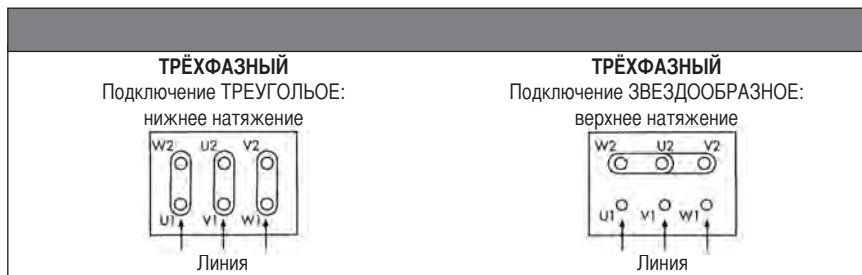 ТРЁХФАЗНЫЙ
Подключение ТРЕУГОЛЬОЕ:
нижнее натяжение
W2 U2 V2
U1 V1 W1
Линия
ТРЁХФАЗНЫЙ
Подключение ЗВЕЗДООБРАЗНОЕ:
верхнее натяжение
W2 U2 V2
U1 V1 W1
Линия